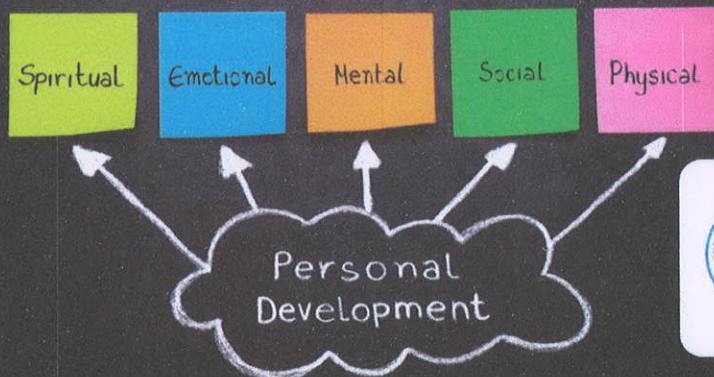 Spiritual
Emotional
Mental
Social
Physical
Personal
Development